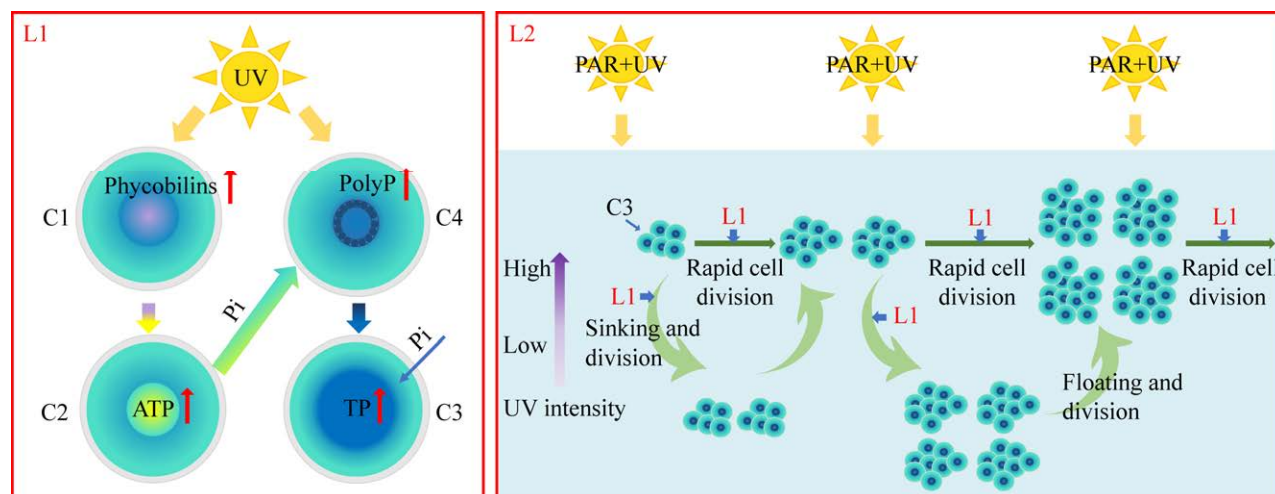 L1
UV
Phycobilins
C1
PolyP
C4
Pi
ATP
C2
Pi
TP
C3
L2
PAR+UV
PAR+UV
PAR+UV
C3
High
Low
UV intensity
L1
Rapid cell
division
L1
Sinking and
division
L1
L1
Rapid cell
division
Floating and
division
L1
Rapid cell
division